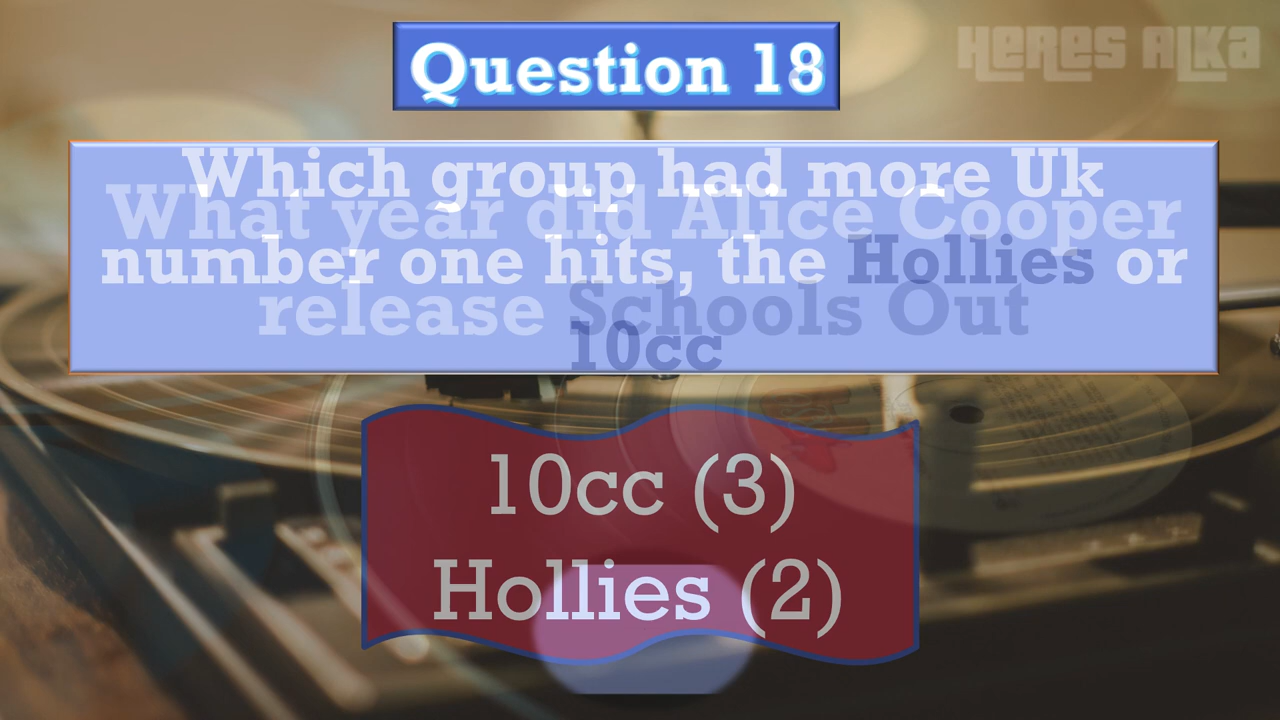 HERES ALKA
Question 18
Which group had more Uk
number one hits, the Hollies or
10cc
What year did Alice Cooper
release Schools Out
10cc (3)
Hollies (2)